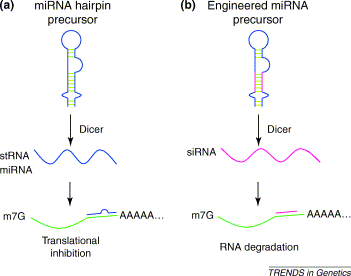 (a) miRNA hairpin
precursor
Dicer
stRNA
miRNA
m7G AAAAA...
Translational
inhibition
(b) Engineered miRNA
precursor
Dicer
siRNA
m7G AAAAA...
RNA degradation
TRENDS in Genetics